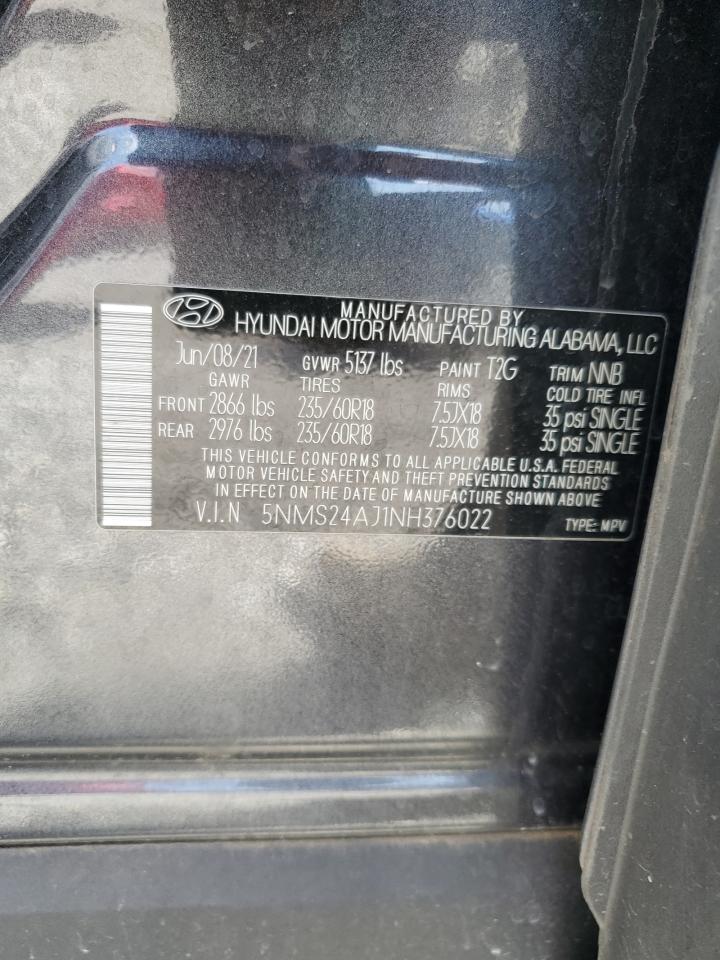 MANUFACTURED BY
HYUNDAI MOTOR MANUFACTURING ALABAMA, LLC
Jun/08/21 GVWR 5137 lbs PAINT T2G TRIM NNB
GAWR TIRES RIMS COLD TIRE INFL
FRONT 2866 lbs 235/60R18 7.5JX18 35 psi SINGLE
REAR 2976 lbs 235/60R18 7.5JX18 35 psi SINGLE
THIS VEHICLE CONFORMS TO ALL APPLICABLE U.S.A. FEDERAL
MOTOR VEHICLE SAFETY AND THEFT PREVENTION STANDARDS
IN EFFECT ON THE DATE OF MANUFACTURE SHOWN ABOVE
V.I.N 5NMS24AJ1NH376022 TYPE: MPV